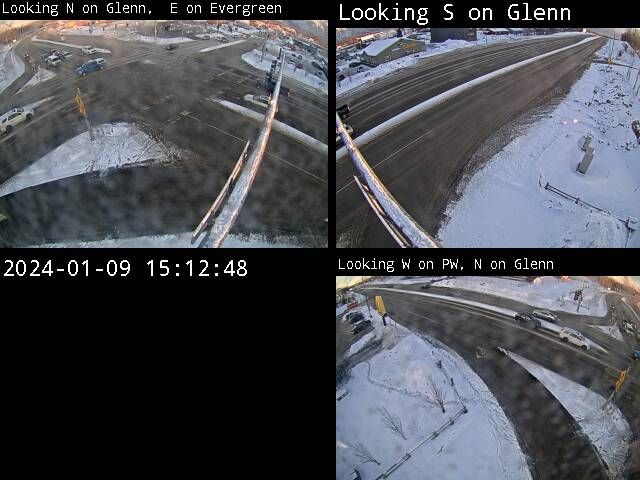 Looking N on Glenn,  E on Evergreen
Looking S on Glenn
2024-01-09 15:12:48
Looking W on PW, N on Glenn